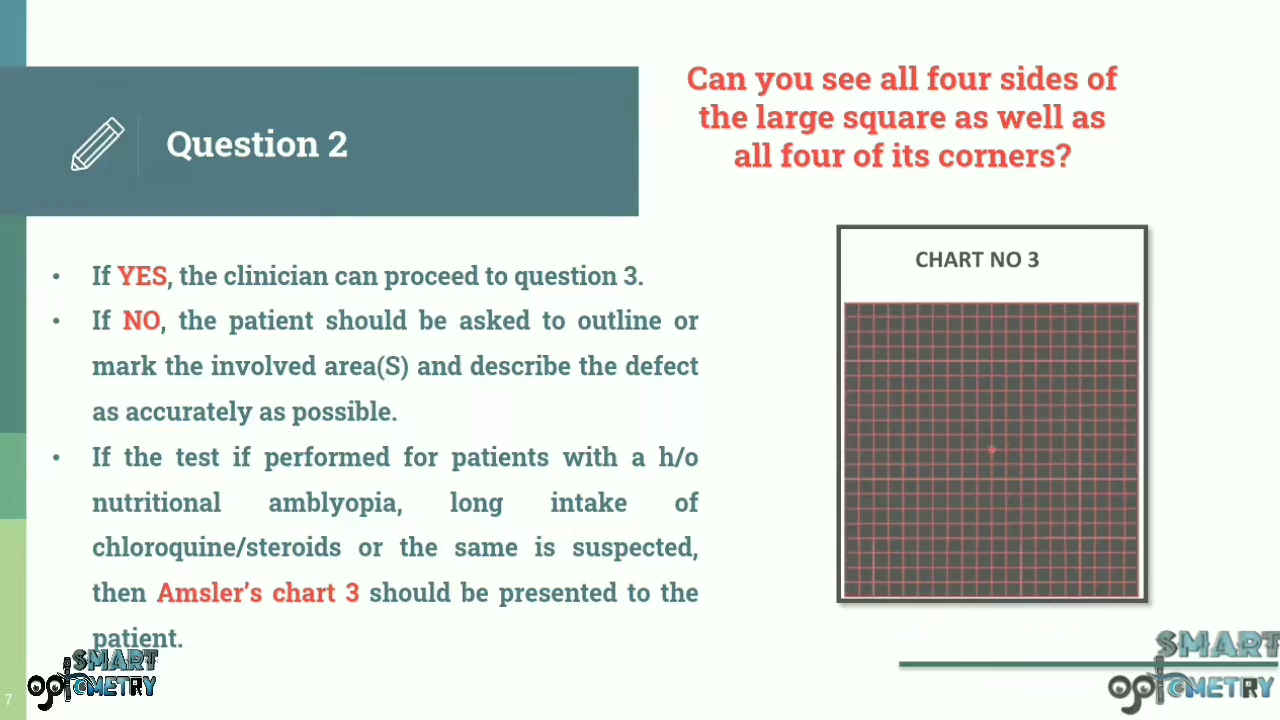 Question 2
Can you see all four sides of
the large square as well as
all four of its corners?
• If YES, the clinician can proceed to question 3.
• If NO, the patient should be asked to outline or
mark the involved area(S) and describe the defect
as accurately as possible.
• If the test if performed for patients with a h/o
nutritional amblyopia, long intake of
chloroquine/steroids or the same is suspected,
then Amsler's chart 3 should be presented to the
patient.
CHART NO 3
7
SMART
OptOMETRY
SMART
OptOMETRY